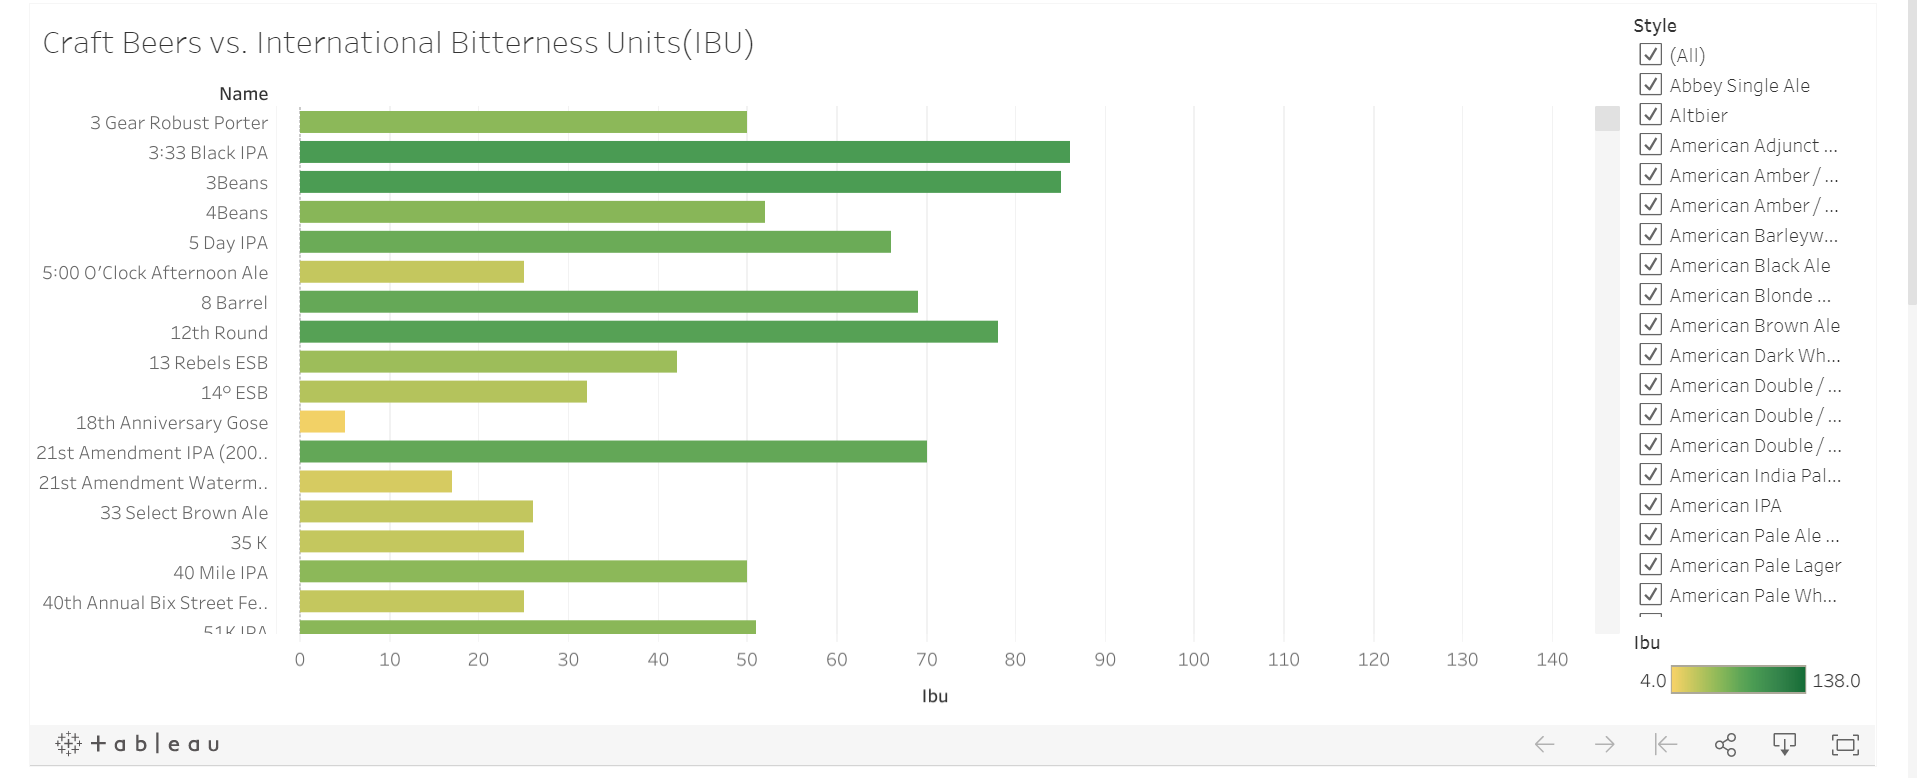 Craft Beers vs. International Bitterness Units(IBU)
Name
3 Gear Robust Porter
3:33 Black IPA
3Beans
4Beans
5 Day IPA
5:00 O'Clock Afternoon Ale
8 Barrel
12th Round
13 Rebels ESB
14° ESB
18th Anniversary Gose
21st Amendment IPA (200..
21st Amendment Waterm..
33 Select Brown Ale
35 K
40 Mile IPA
40th Annual Bix Street Fe..
51K IPA
0 10 20 30 40 50 60 70 80 90 100 110 120 130 140
Ibu
Style
(All)
Abbey Single Ale
Altbier
American Adjunct ...
American Amber / ...
American Amber / ...
American Barleyw...
American Black Ale
American Blonde ...
American Brown Ale
American Dark Wh...
American Double / ...
American Double / ...
American Double / ...
American India Pal...
American IPA
American Pale Ale ...
American Pale Lager
American Pale Wh...
Ibu
4.0 138.0
+ a b l e a u